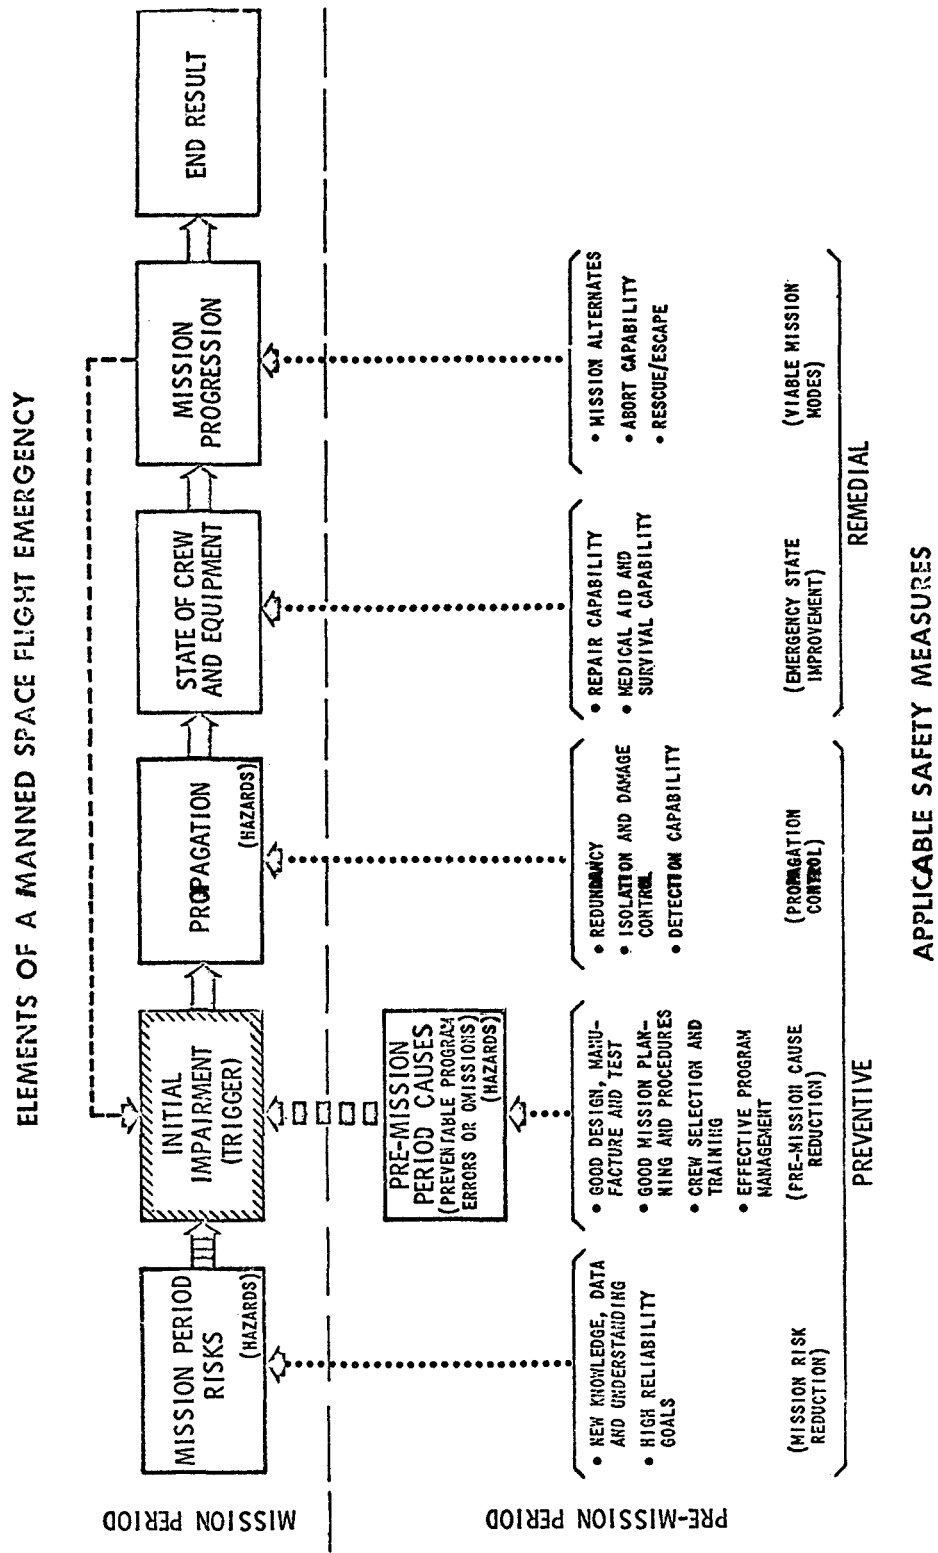 ELEMENTS OF A MANNED SPACE FLIGHT EMERGENCY
MISSION PERIOD
MISSION PERIOD
RISKS
(HAZARDS)
INITIAL
IMPAIRMENT
(TRIGGER)
PROPAGATION
(HAZARDS)
STATE OF CREW
AND EQUIPMENT
MISSION
PROGRESSION
END RESULT
PRE-MISSION PERIOD
PRE-MISSION
PERIOD CAUSES
(PREVENTABLE PROGRAM
ERRORS OR OMISSIONS)
(HAZARDS)
• NEW KNOWLEDGE, DATA
AND UNDERSTANDING
• HIGH RELIABILITY
GOALS
(MISSION RISK
REDUCTION)
• GOOD DESIGN, MANU-
FACTURE AND TEST
• GOOD MISSION PLAN-
NING AND PROCEDURES
• CREW SELECTION AND
TRAINING
• EFFECTIVE PROGRAM
MANAGEMENT
(PRE-MISSION CAUSE
REDUCTION)
• REDUNDANCY
• ISOLATION AND DAMAGE
CONTROL
• DETECTION CAPABILITY
(PROPAGATION
CONTROL)
• REPAIR CAPABILITY
• MEDICAL AID AND
SURVIVAL CAPABILITY
(EMERGENCY STATE
IMPROVEMENT)
• MISSION ALTERNATES
• ABORT CAPABILITY
• RESCUE/ESCAPE
(VIABLE MISSION
MODES)
PREVENTIVE
REMEDIAL
APPLICABLE SAFETY MEASURES